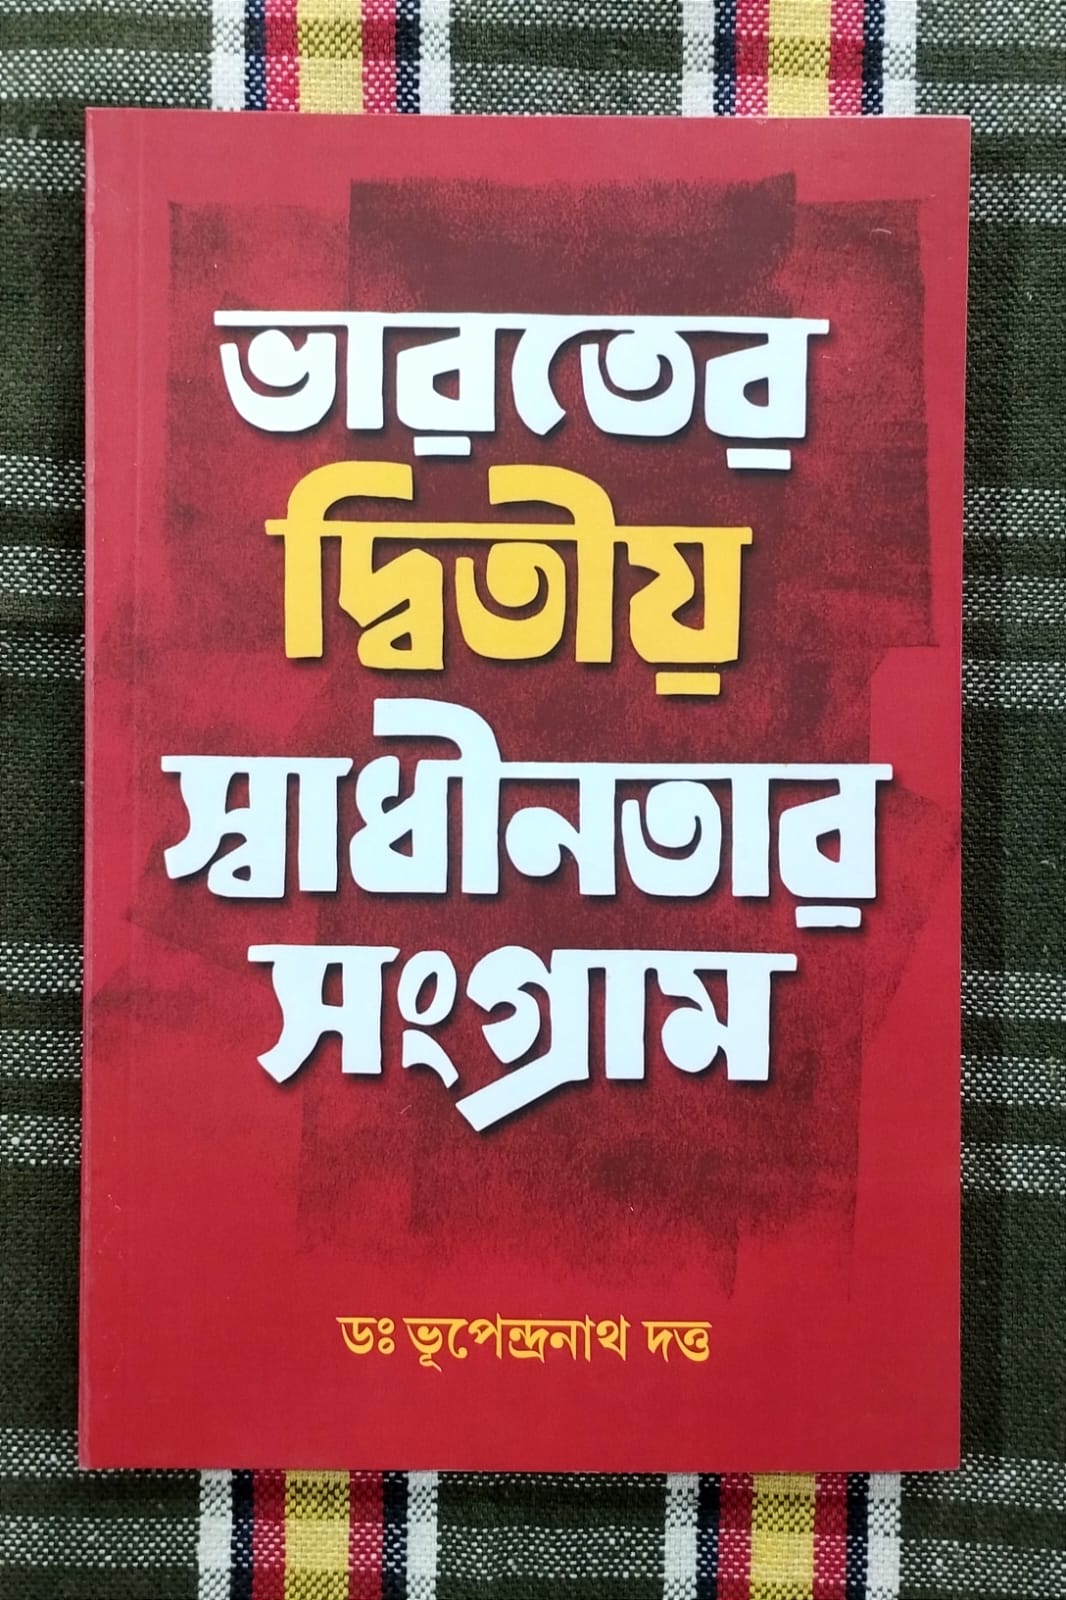 ভারতের
দ্বিতীয়
স্বাধীনতার
সংগ্রাম
ডঃ ভূপেন্দ্রনাথ দত্ত